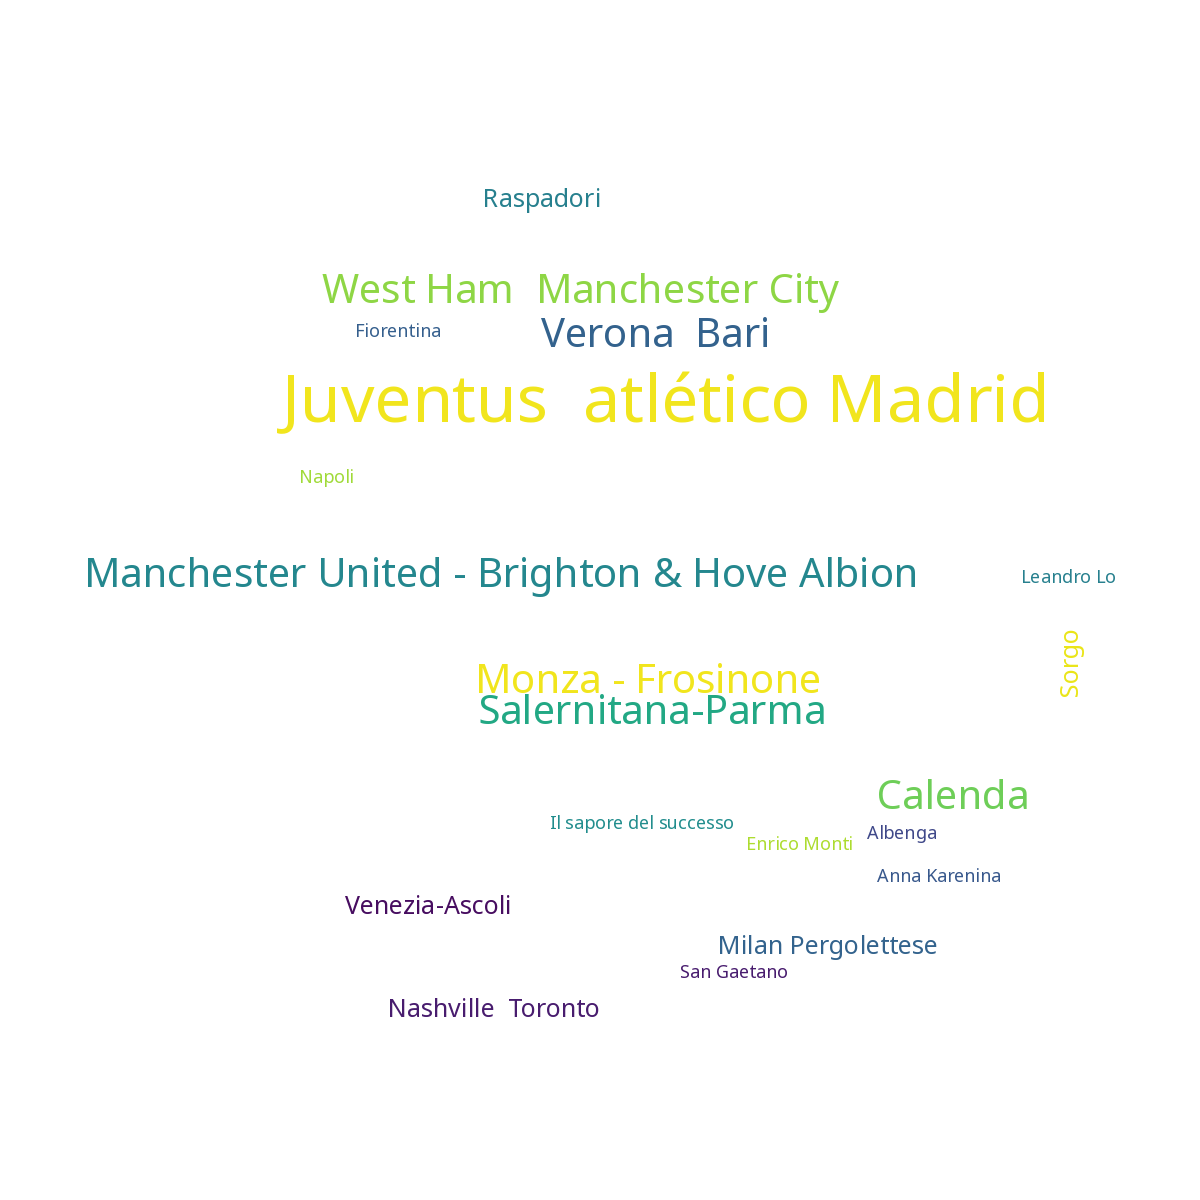 Raspadori
West Ham  Manchester City
Fiorentina
Verona  Bari
Juventus  atlético Madrid
Napoli
Manchester United - Brighton & Hove Albion
Leandro Lo
Sorgo
Monza - Frosinone
Salernitana-Parma
Calenda
Il sapore del successo
Albenga
Enrico Monti
Anna Karenina
Venezia-Ascoli
Milan Pergolettese
San Gaetano
Nashville  Toronto